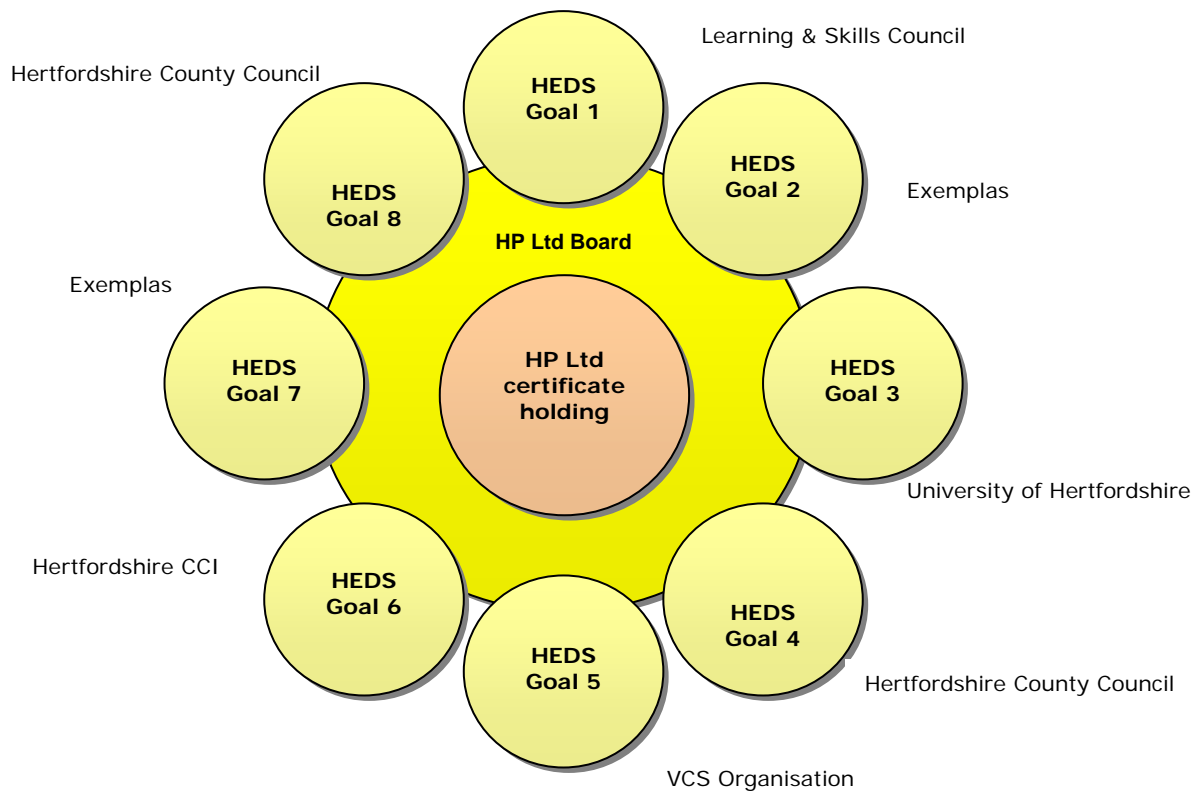 Learning & Skills Council
Hertfordshire County Council
HEDS
Goal 1
HEDS
Goal 2
Exemplas
HEDS
Goal 8
HP Ltd Board
Exemplas
HEDS
Goal 7
HP Ltd
certificate
holding
HEDS
Goal 3
University of Hertfordshire
Hertfordshire CCI
HEDS
Goal 6
HEDS
Goal 4
HEDS
Goal 5
Hertfordshire County Council
VCS Organisation